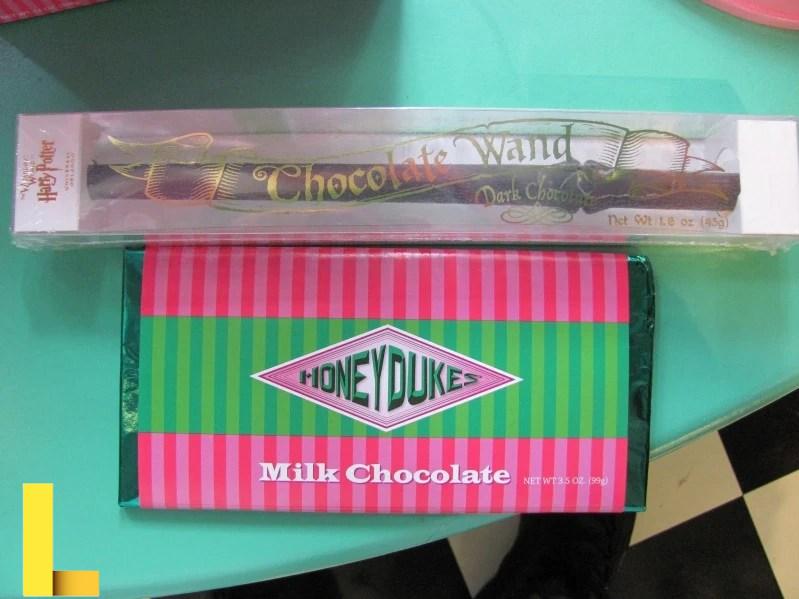 Chocolate Wand
Dark Chocolate
Net Wt 1.6 oz (45g)
Harry Potter
HONEYDUKES
Milk Chocolate
NET WT 3.5 OZ. (99g)
L